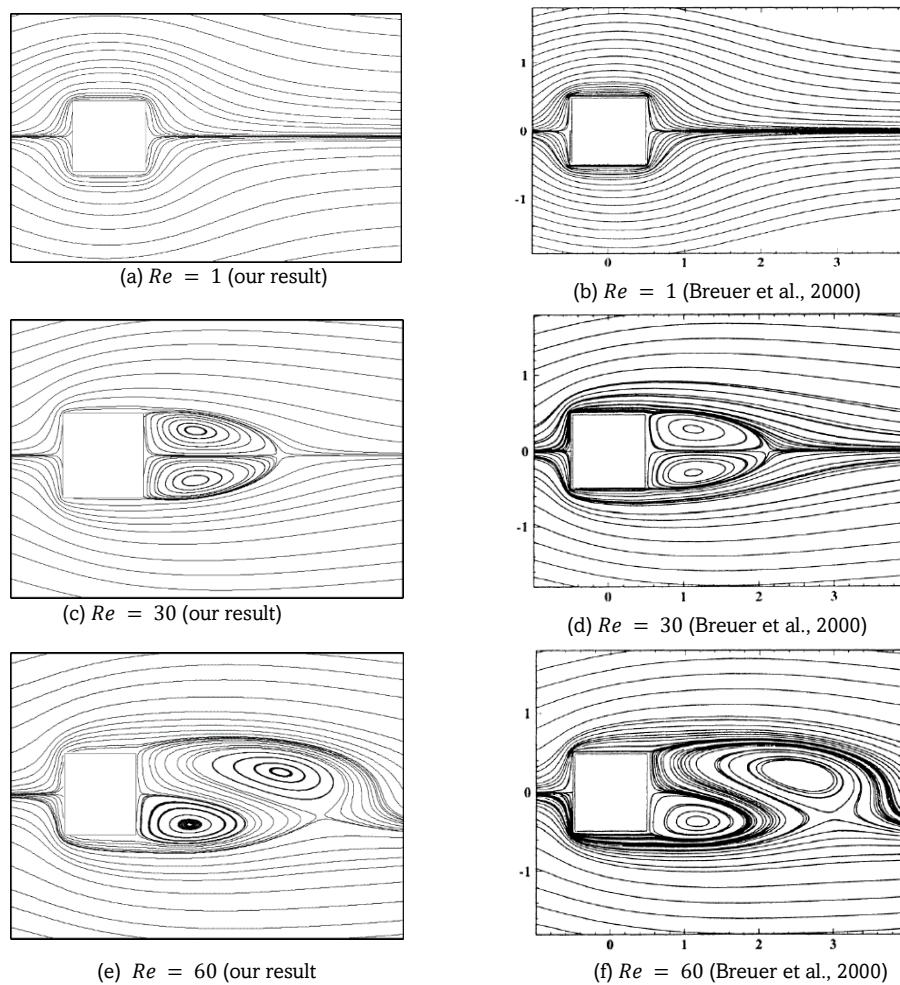 1
0
-1
0 1 2 3
(a) Re = 1 (our result)
(b) Re = 1 (Breuer et al., 2000)
1
0
-1
0 1 2 3
(c) Re = 30 (our result)
(d) Re = 30 (Breuer et al., 2000)
1
0
-1
0 1 2 3
(e) Re = 60 (our result
(f) Re = 60 (Breuer et al., 2000)